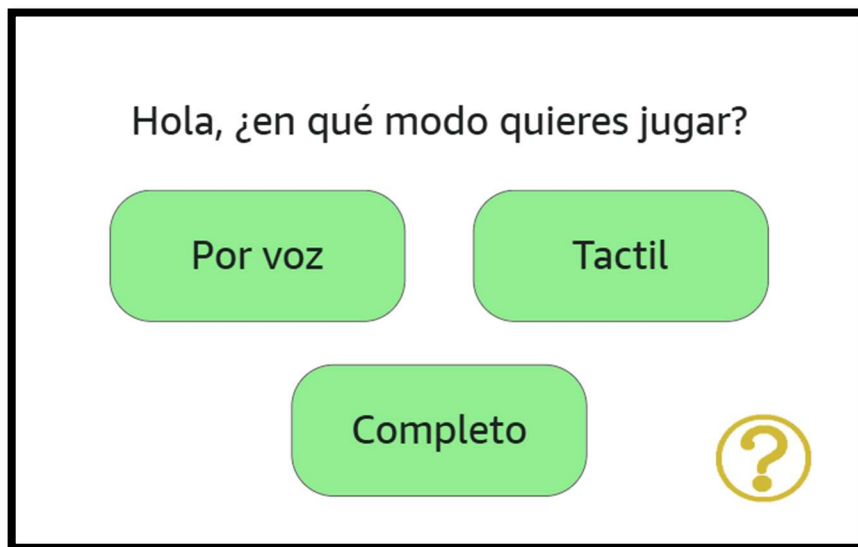 Hola, ¿en qué modo quieres jugar?
Por voz
Tactil
Completo
?